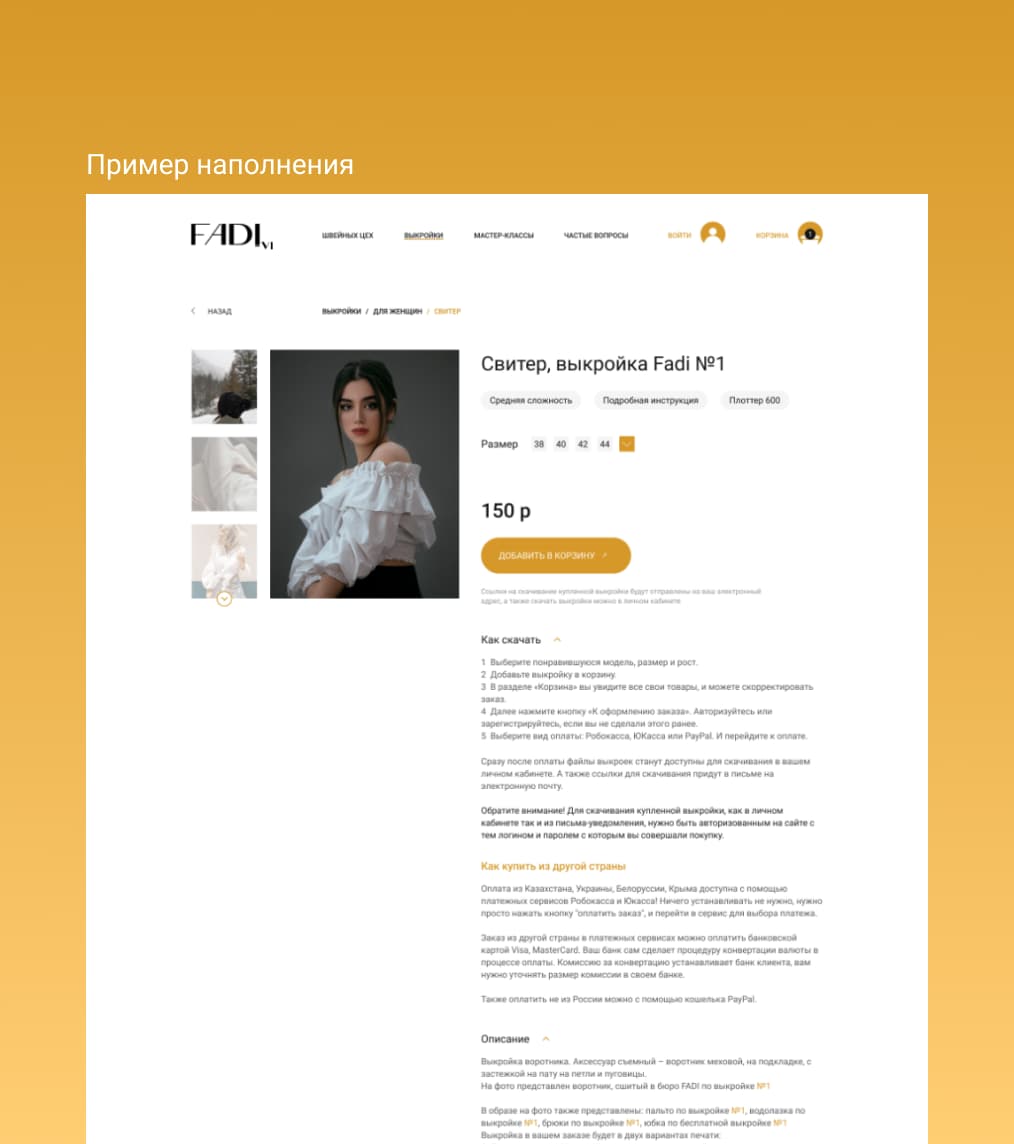 Пример наполнения
FADI VI
ШВЕЙНЫХ ЦЕХ
ВЫКРОЙКИ
МАСТЕР-КЛАССЫ
ЧАСТЫЕ ВОПРОСЫ
ВОЙТИ
КОРЗИНА
1
НАЗАД
ВЫКРОЙКИ / ДЛЯ ЖЕНЩИН / СВИТЕР
Свитер, выкройка Fadi №1
Средняя сложность
Подробная инструкция
Плоттер 600
Размер 38 40 42 44
150 р
ДОБАВИТЬ В КОРЗИНУ
Ссылки на скачивание купленной выкройки будут отправлены на ваш электронный
адрес, а также скачать выкройки можно в личном кабинете
Как скачать
1 Выберите понравившуюся модель, размер и рост.
2 Добавьте выкройку в корзину.
3 В разделе «Корзина» вы увидите все свои товары, и можете скорректировать
заказ.
4 Далее нажмите кнопку «К оформлению заказа». Авторизуйтесь или
зарегистрируйтесь, если вы не сделали этого ранее.
5 Выберите вид оплаты: Робокасса, ЮКасса или PayPal. И перейдите к оплате.
Сразу после оплаты файлы выкроек станут доступны для скачивания в вашем
личном кабинете. А также ссылки для скачивания придут в письме на
электронную почту.
Обратите внимание! Для скачивания купленной выкройки, как в личном
кабинете так и из письма-уведомления, нужно быть авторизованным на сайте с
тем логином и паролем с которым вы совершали покупку.
Как купить из другой страны
Оплата из Казахстана, Украины, Белоруссии, Крыма доступна с помощью
платежных сервисов Робокасса и Юкасса! Ничего устанавливать не нужно, нужно
просто нажать кнопку "оплатить заказ", и перейти в сервис для выбора платежа.
Заказ из другой страны в платежных сервисах можно оплатить банковской
картой Visa, MasterCard. Ваш банк сам сделает процедуру конвертации валюты в
процессе оплаты. Комиссию за конвертацию устанавливает банк клиента, вам
нужно уточнять размер комиссии в своем банке.
Также оплатить не из России можно с помощью кошелька PayPal.
Описание
Выкройка воротника. Аксессуар съемный – воротник меховой, на подкладке, с
застежкой на пату на петли и пуговицы.
На фото представлен воротник, сшитый в бюро FADI по выкройке №1
В образе на фото также представлены: пальто по выкройке №1, водолазка по
выкройке №1, брюки по выкройке №1, юбка по бесплатной выкройке №1
Выкройка в вашем заказе будет в двух вариантах печати: